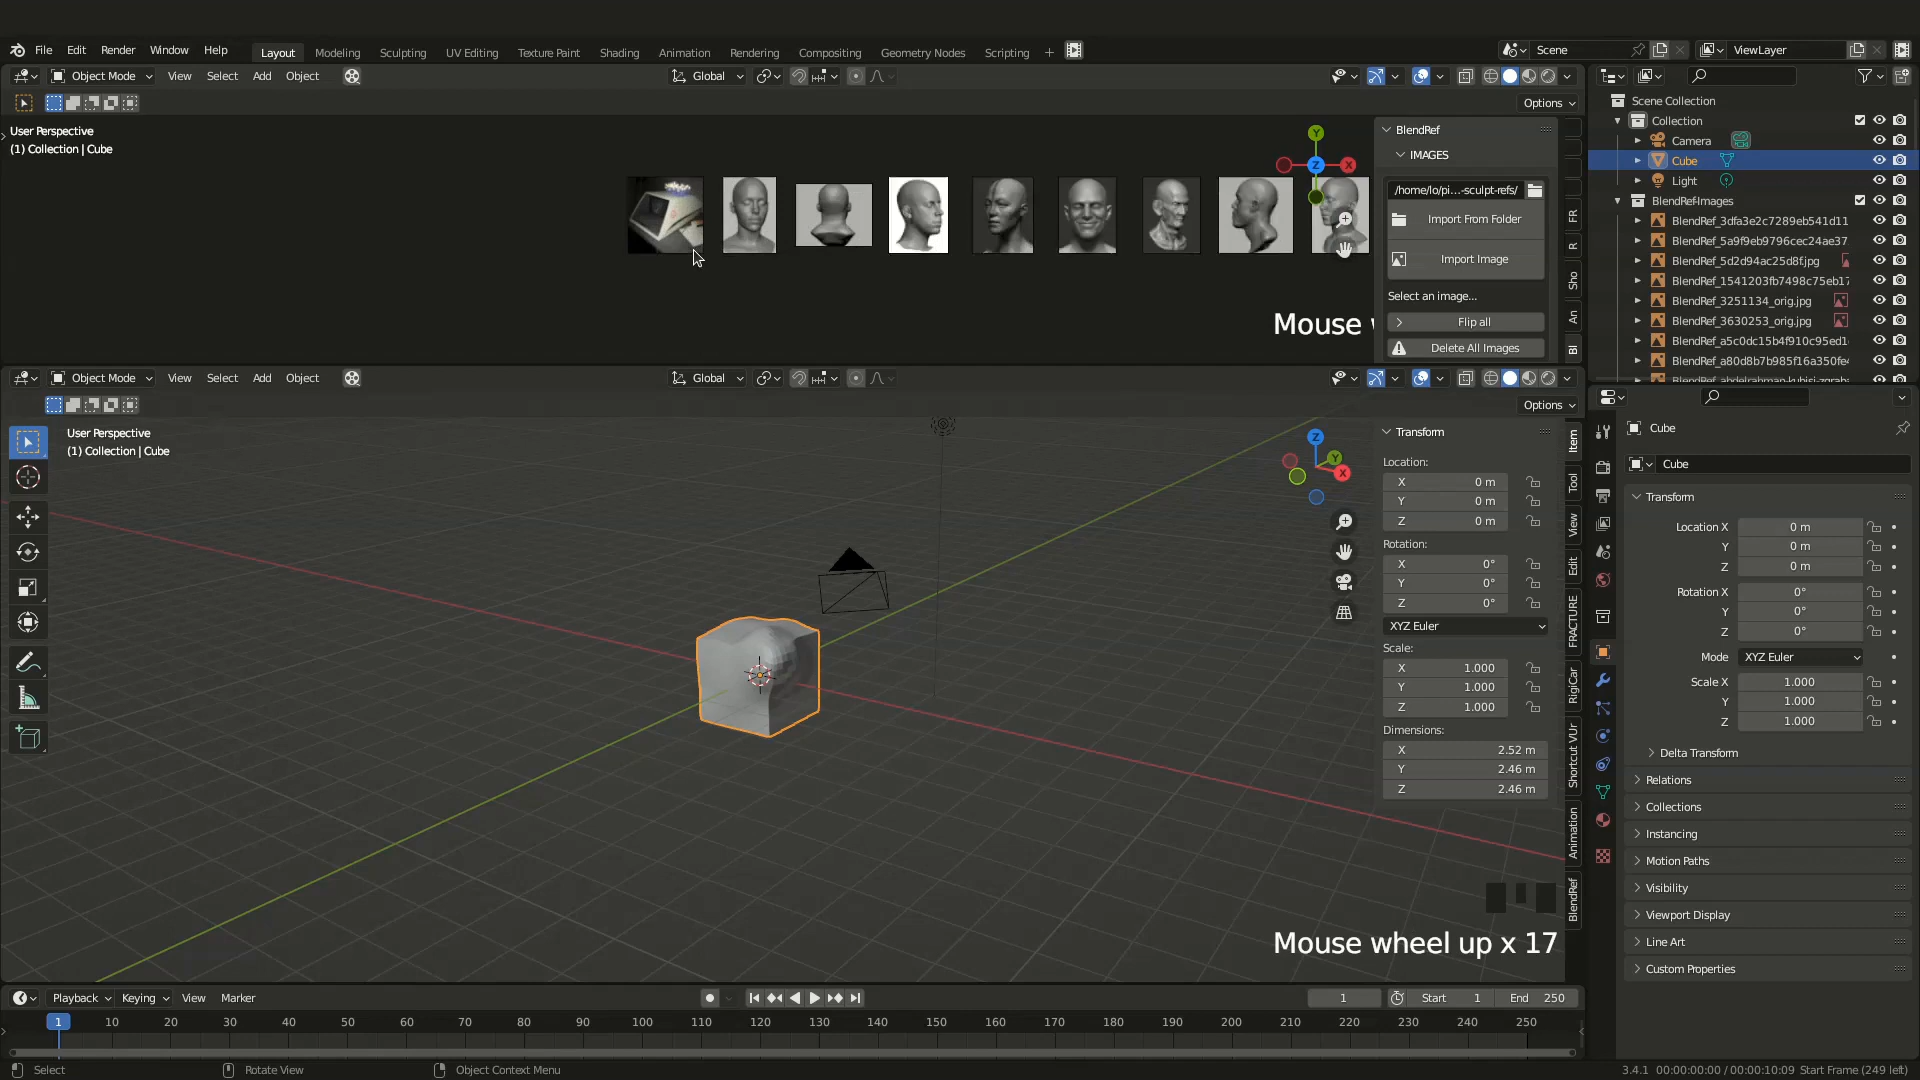 File Edit Render Window Help Layout Modeling Sculpting UV Editing Texture Paint Shading Animation Rendering Compositing Geometry Nodes Scripting + Scene ViewLayer
Object Mode View Select Add Object Global
Options
User Perspective
(1) Collection | Cube
BlendRef
IMAGES
/home/lo/pi...-sculpt-refs/
Import From Folder
Import Image
Select an image...
Flip all
Delete All Images
Mouse
FR
R
Sho
An
Bl
Scene Collection
Collection
Camera
Cube
Light
BlendRef-Images
BlendRef_3dfa3e2c7289eb541d11
BlendRef_5a9f9eb9796cec24ae37
BlendRef_5d2d94ac25d8f.jpg
BlendRef_1541203fb7498c75eb17
BlendRef_3251134_orig.jpg
BlendRef_3630253_orig.jpg
BlendRef_a5c0dc15b4f910c95ed1
BlendRef_a80d8b7b985f16a350fe
Object Mode View Select Add Object Global
Options
User Perspective
(1) Collection | Cube
Z
Y
X
Transform
Location:
X 0 m
Y 0 m
Z 0 m
Rotation:
X 0°
Y 0°
Z 0°
XYZ Euler
Scale:
X 1.000
Y 1.000
Z 1.000
Dimensions:
X 2.52 m
Y 2.46 m
Z 2.46 m
Item
Tool
View
Edit
FRACTURE
RigiCar
Shortcut VUr
Animation
BlendRef
Mouse wheel up x 17
Cube
Cube
Transform
Location X 0 m
Y 0 m
Z 0 m
Rotation X 0°
Y 0°
Z 0°
Mode XYZ Euler
Scale X 1.000
Y 1.000
Z 1.000
Delta Transform
Relations
Collections
Instancing
Motion Paths
Visibility
Viewport Display
Line Art
Custom Properties
Playback Keying View Marker 1 Start 1 End 250
1 10 20 30 40 50 60 70 80 90 100 110 120 130 140 150 160 170 180 190 200 210 220 230 240 250
Select Rotate View Object Context Menu 3.4.1 00:00:00:00 / 00:00:10:09 Start Frame (249 left)